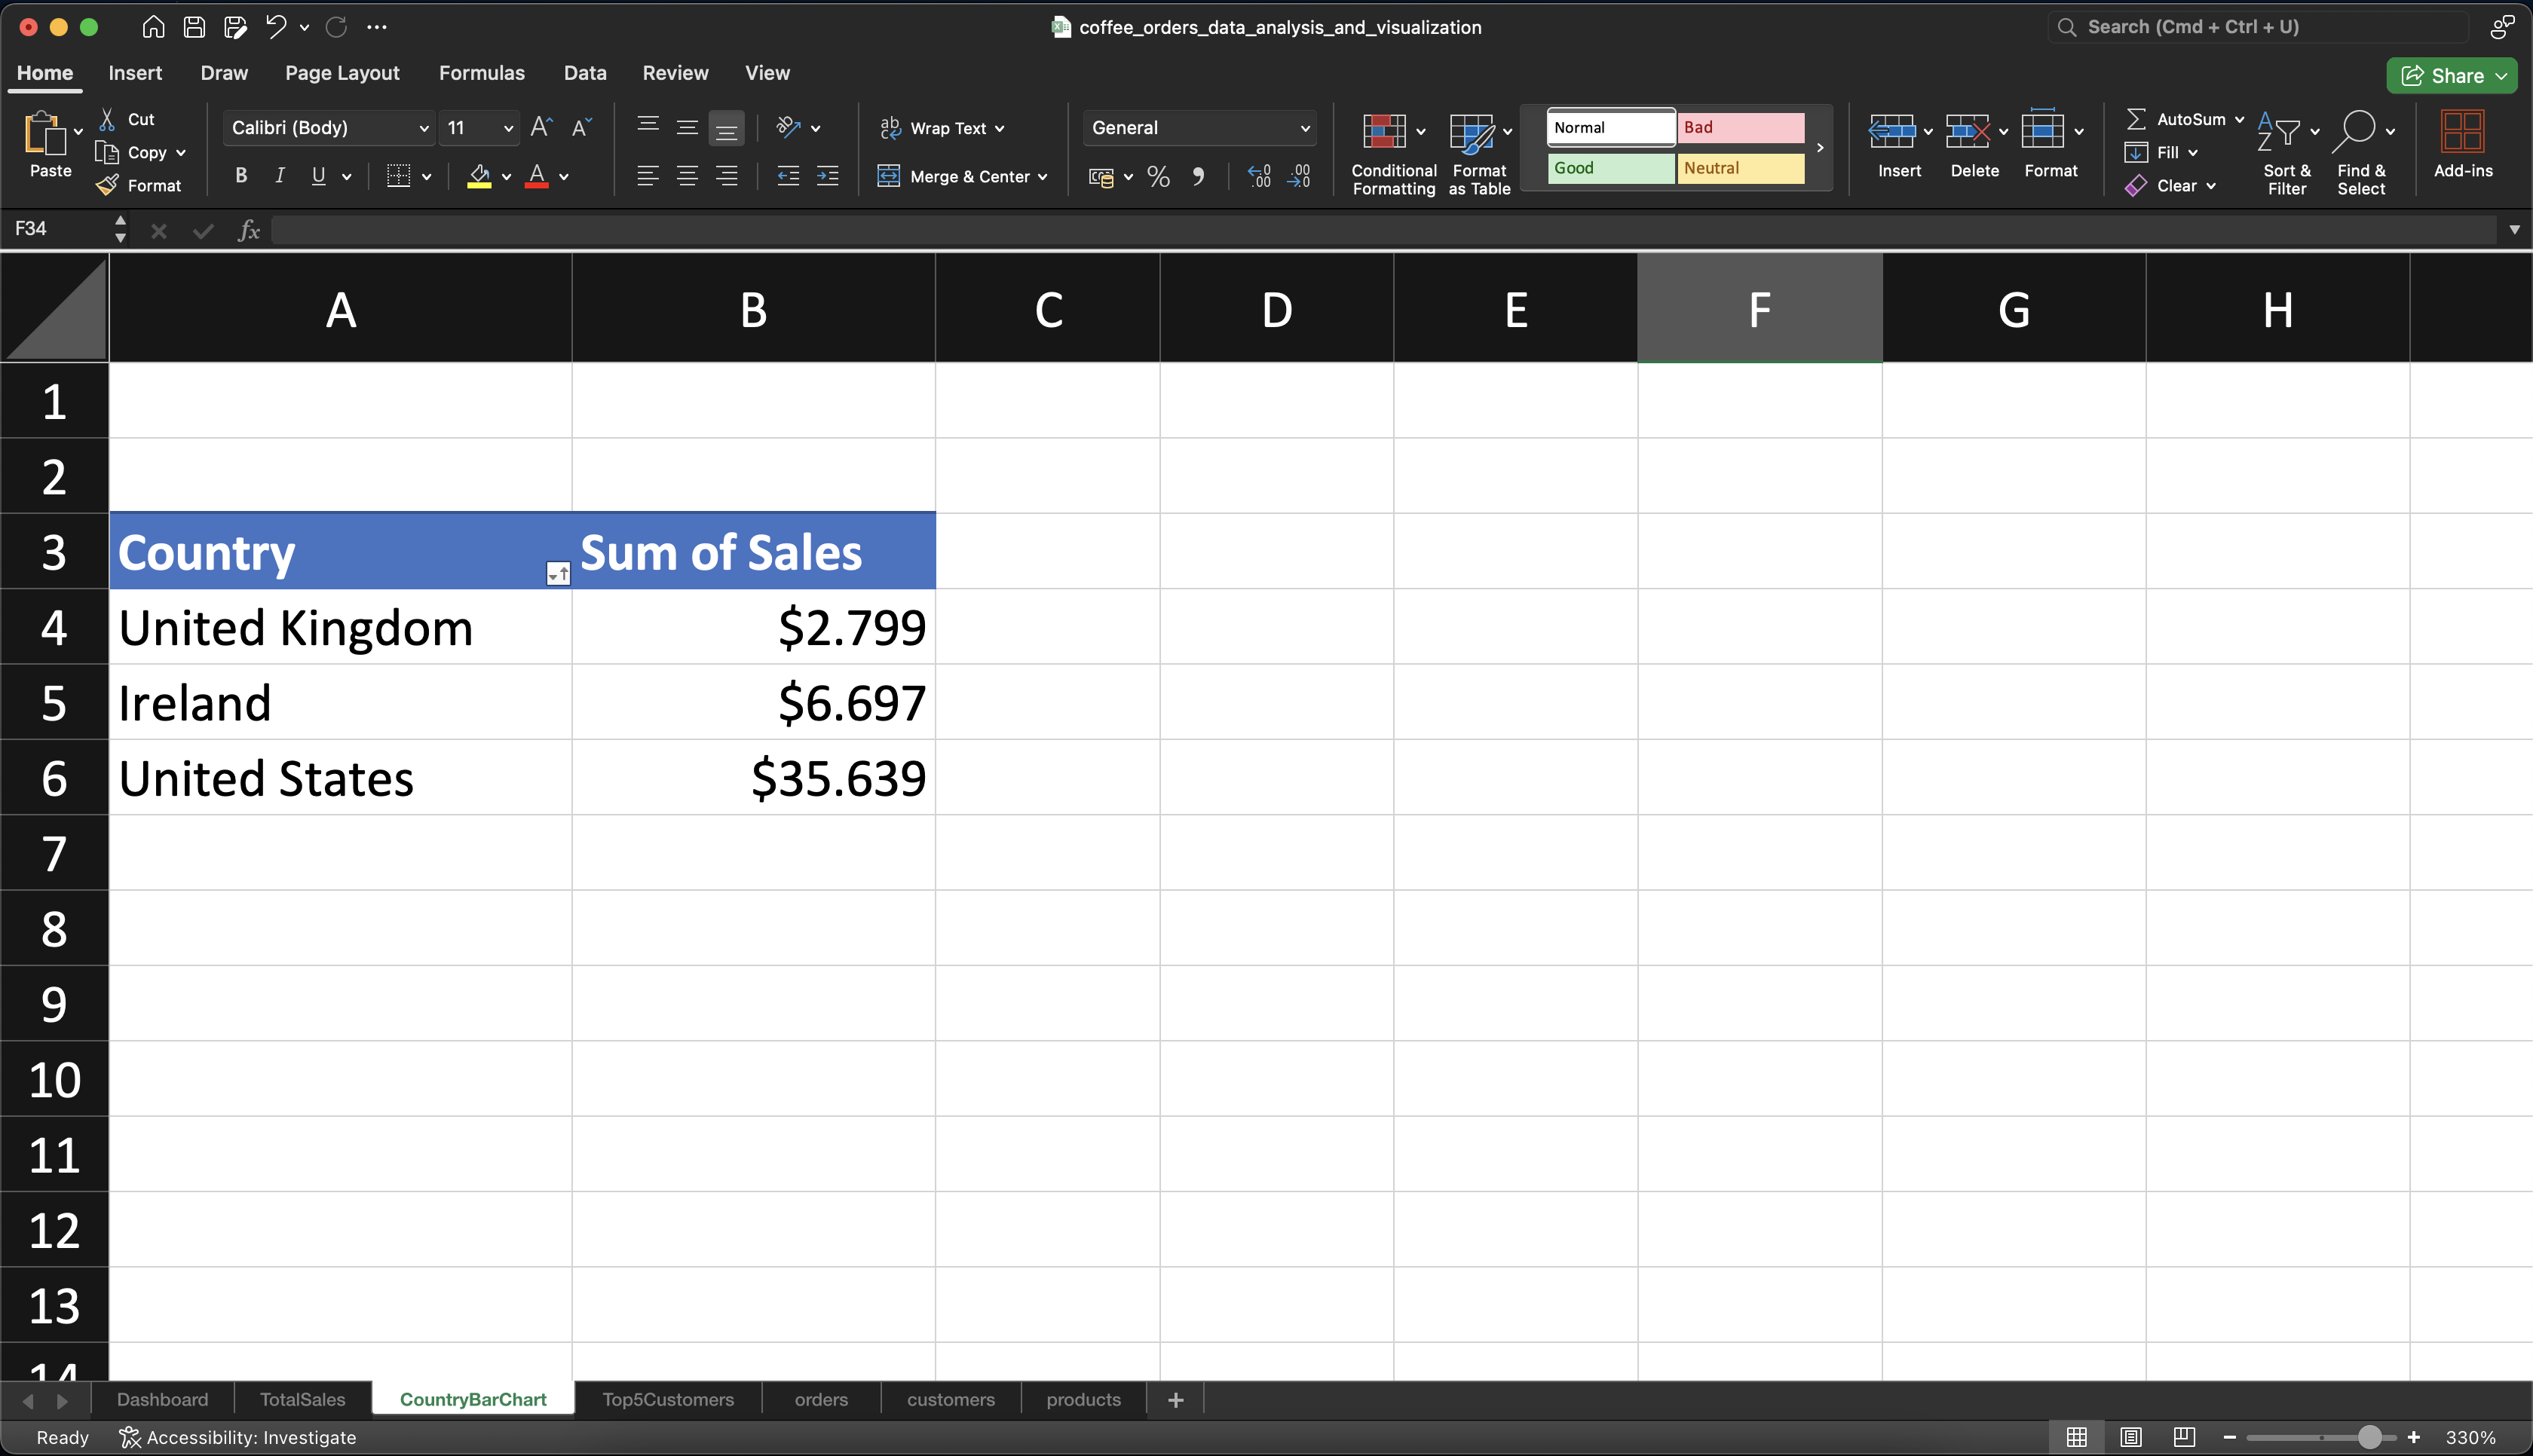 coffee_orders_data_analysis_and_visualization
Search (Cmd + Ctrl + U)
Home Insert Draw Page Layout Formulas Data Review View
Share
Paste
Cut
Copy
Format
Calibri (Body) 11
B I U
Wrap Text
Merge & Center
General
Conditional Formatting
Format as Table
Normal
Bad
Good
Neutral
Insert
Delete
Format
AutoSum
Fill
Clear
Sort & Filter
Find & Select
Add-ins
F34 fx
A B C D E F G H
1
2
3 Country Sum of Sales
4 United Kingdom $2.799
5 Ireland $6.697
6 United States $35.639
7
8
9
10
11
12
13
14
Dashboard TotalSales CountryBarChart Top5Customers orders customers products +
Ready Accessibility: Investigate
330%